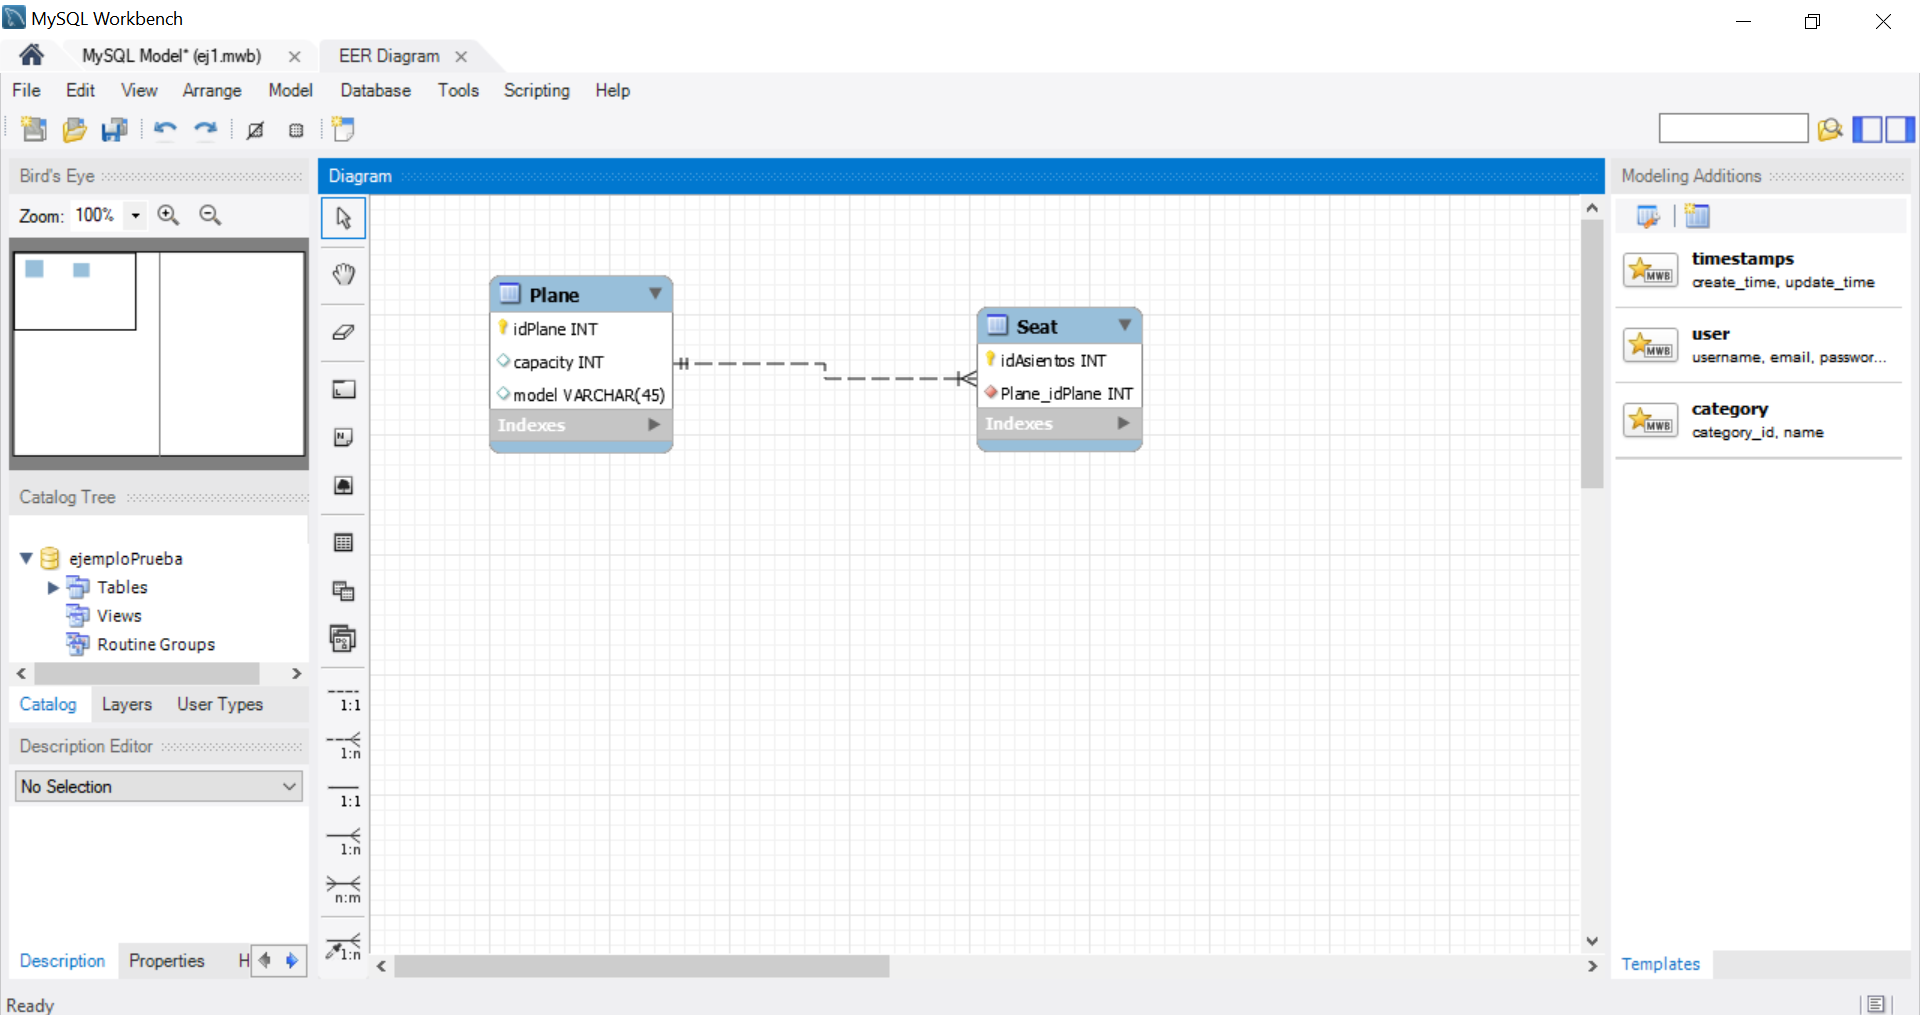 MySQL Workbench
MySQL Model* (ej1.mwb)
EER Diagram
File Edit View Arrange Model Database Tools Scripting Help
Bird's Eye
Zoom: 100%
Diagram
Modeling Additions
Plane
idPlane INT
capacity INT
model VARCHAR(45)
Indexes
Seat
idAsientos INT
Plane_idPlane INT
Indexes
MWB
timestamps
create_time, update_time
MWB
user
username, email, passwor...
MWB
category
category_id, name
Catalog Tree
ejemploPrueba
Tables
Views
Routine Groups
Catalog Layers User Types
Description Editor
No Selection
Description Properties H
N
1:1
1:n
1:1
1:n
n:m
1:n
Templates
Ready